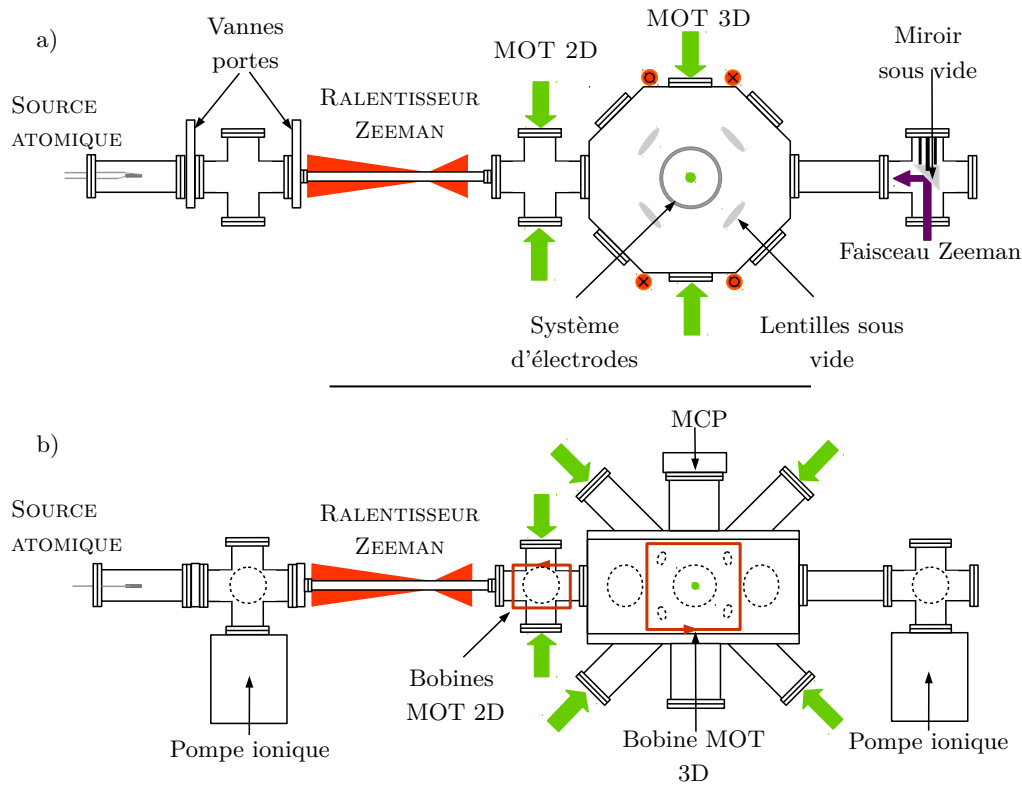 a)
Vannes
portes
MOT 2D
MOT 3D
Miroir
sous vide
SOURCE
ATOMIQUE
RALENTISSEUR
ZEEMAN
Faisceau Zeeman
Système
d'électrodes
Lentilles sous
vide
b)
MCP
SOURCE
ATOMIQUE
RALENTISSEUR
ZEEMAN
Bobines
MOT 2D
Pompe ionique
Bobine MOT
3D
Pompe ionique